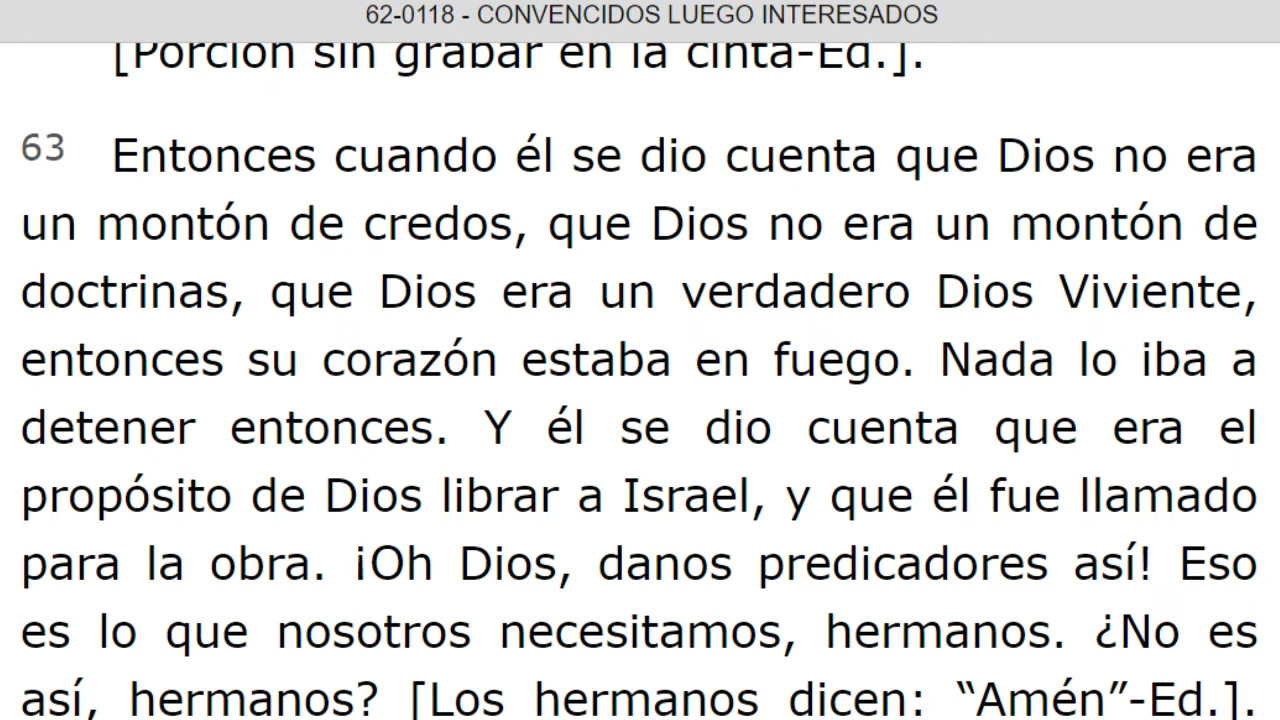 62-0118 - CONVENCIDOS LUEGO INTERESADOS
[Porción sin grabar en la cinta-Ed.].
63 Entonces cuando él se dio cuenta que Dios no era
un montón de credos, que Dios no era un montón de
doctrinas, que Dios era un verdadero Dios Viviente,
entonces su corazón estaba en fuego. Nada lo iba a
detener entonces. Y él se dio cuenta que era el
propósito de Dios librar a Israel, y que él fue llamado
para la obra. ¡Oh Dios, danos predicadores así! Eso
es lo que nosotros necesitamos, hermanos. ¿No es
así, hermanos? [Los hermanos dicen: “Amén”-Ed.].